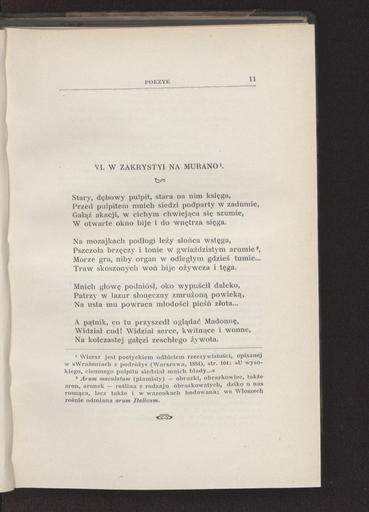 POEZYE 11
VI. W ZAKRYSTYI NA MURANO¹.
Stary, dębowy pulpit, stara na nim księga,
Przed pulpitem mnich siedzi podparty w zadumie,
Gałąź akacji, w cichym chwiejąca się szumie,
W otwarte okno bije i do wnętrza sięga.
Na mozajkach podłogi leży słońca wstęga,
Pszczoła brzęczy i tonie w gwiaździstym arumie²,
Morze gra, niby organ w odległym gdzieś tumie...
Traw skoszonych woń bije ożywcza i tęga.
Mnich głowę podniósł, oko wypuścił daleko,
Patrzy w lazur słoneczny zmrużoną powieką,
Na usta mu powraca młodości pieśń złota...
A pątnik, co tu przyszedł oglądać Madonnę,
Widział cud! Widział serce, kwitnące i wonne,
Na kolczastej gałęzi zeschłego żywota.
¹ Wiersz jest poetyckiem odbiciem rzeczywistości, opisanej
w »Wrażeniach z podróży« (Warszawa, 1884), str. 104: »U wyso-
kiego, ciemnego pulpitu siedział mnich blady...«
² Arum maculatum (plamisty) — obrazki, obrazkowiec, także
aron, aronek — roślina z rodzaju obrazkowatych, dziko u nas
rosnąca, lecz także i w wazonkach hodowana; we Włoszech
rośnie odmiana arum Italicum.